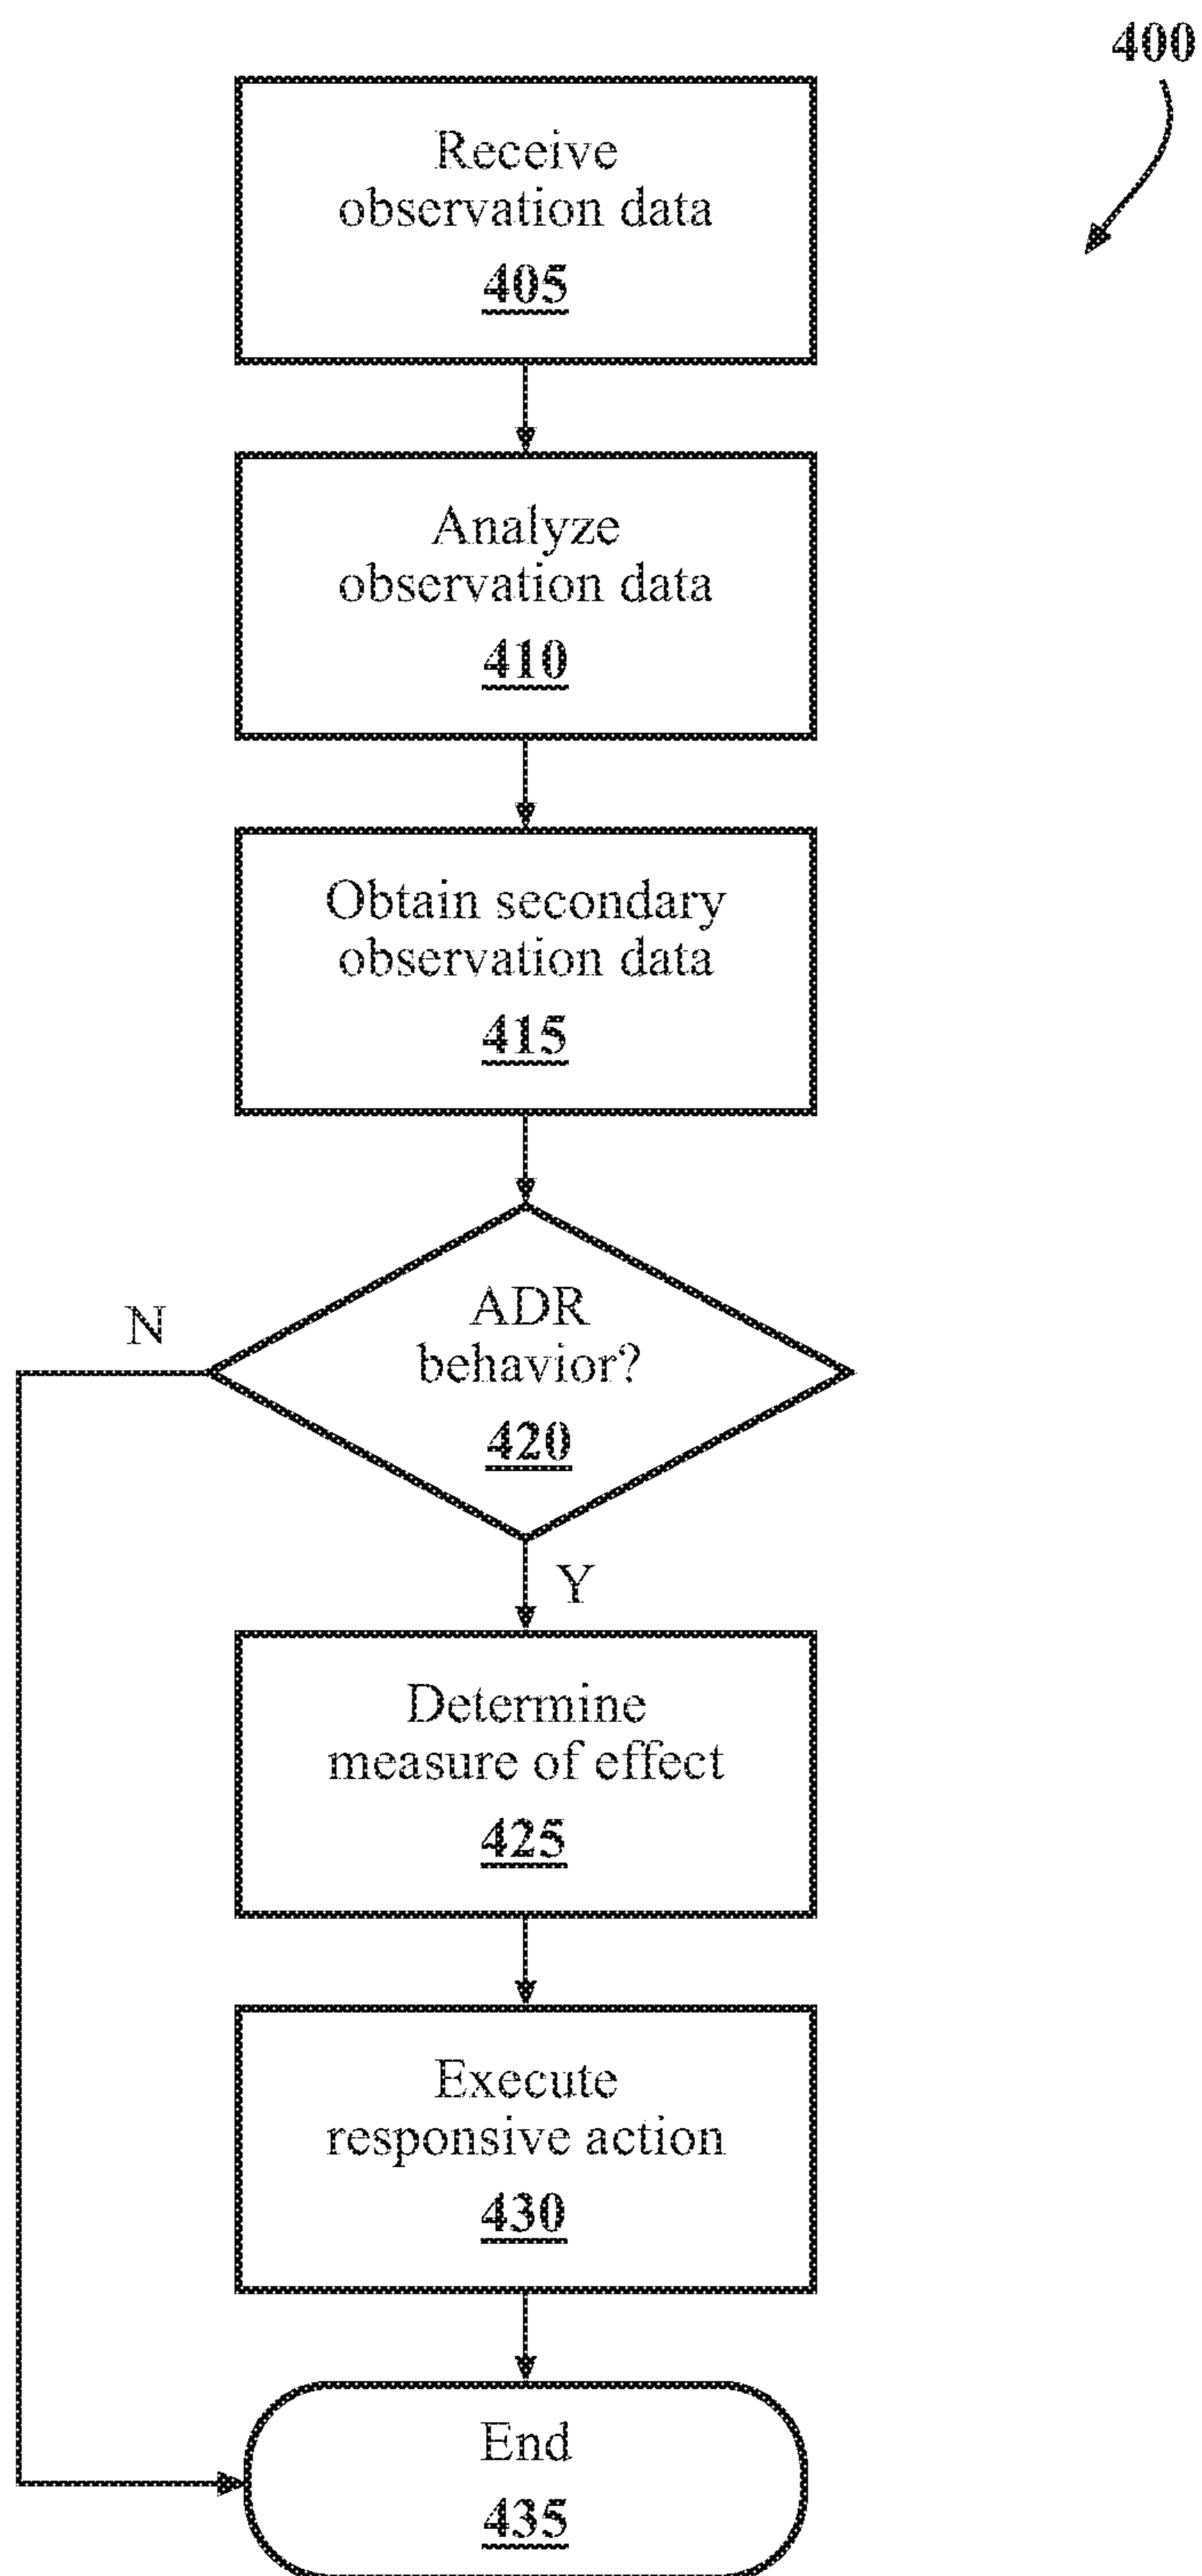 400
Receive
observation data
405
Analyze
observation data
410
Obtain secondary
observation data
415
ADR
behavior?
420
N
Y
Determine
measure of effect
425
Execute
responsive action
430
End
435